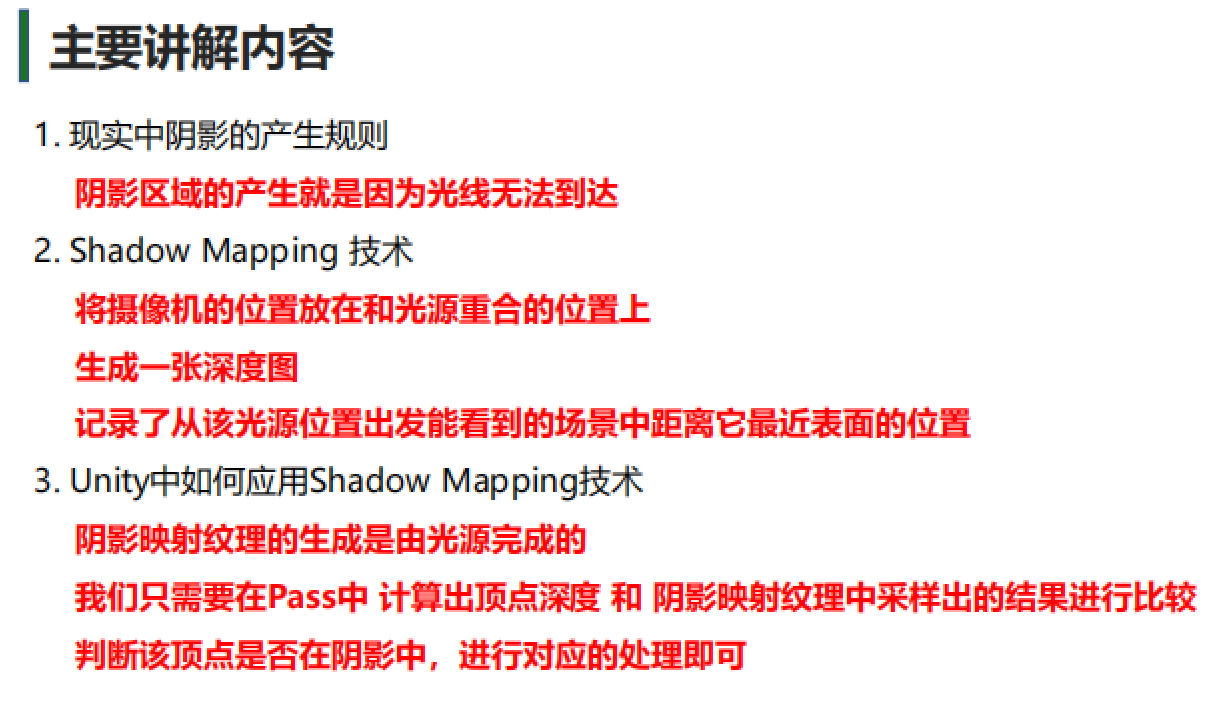 主要讲解内容
1. 现实中阴影的产生规则
阴影区域的产生就是因为光线无法到达
2. Shadow Mapping 技术
将摄像机的位置放在和光源重合的位置上
生成一张深度图
记录了从该光源位置出发能看到的场景中距离它最近表面的位置
3. Unity中如何应用Shadow Mapping技术
阴影映射纹理的生成是由光源完成的
我们只需要在Pass中 计算出顶点深度 和 阴影映射纹理中采样出的结果进行比较
判断该顶点是否在阴影中，进行对应的处理即可